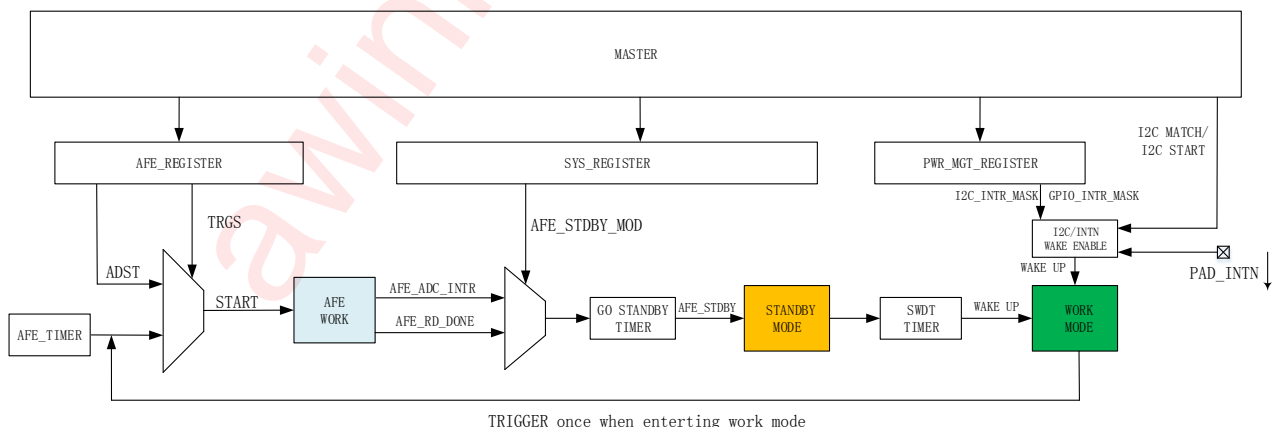 MASTER
I2C MATCH/
I2C START
AFE_REGISTER
SYS_REGISTER
PWR_MGT_REGISTER
I2C_INTR_MASK GPIO_INTR_MASK
TRGS
AFE_STDBY_MOD
I2C/INTN
WAKE ENABLE
PAD_INTN
WAKE UP
ADST
START
AFE
WORK
AFE_ADC_INTR
AFE_RD_DONE
GO STANDBY
TIMER
AFE_STDBY
STANDBY
MODE
SWDT
TIMER
WAKE UP
WORK
MODE
AFE_TIMER
TRIGGER once when enterting work mode
awin